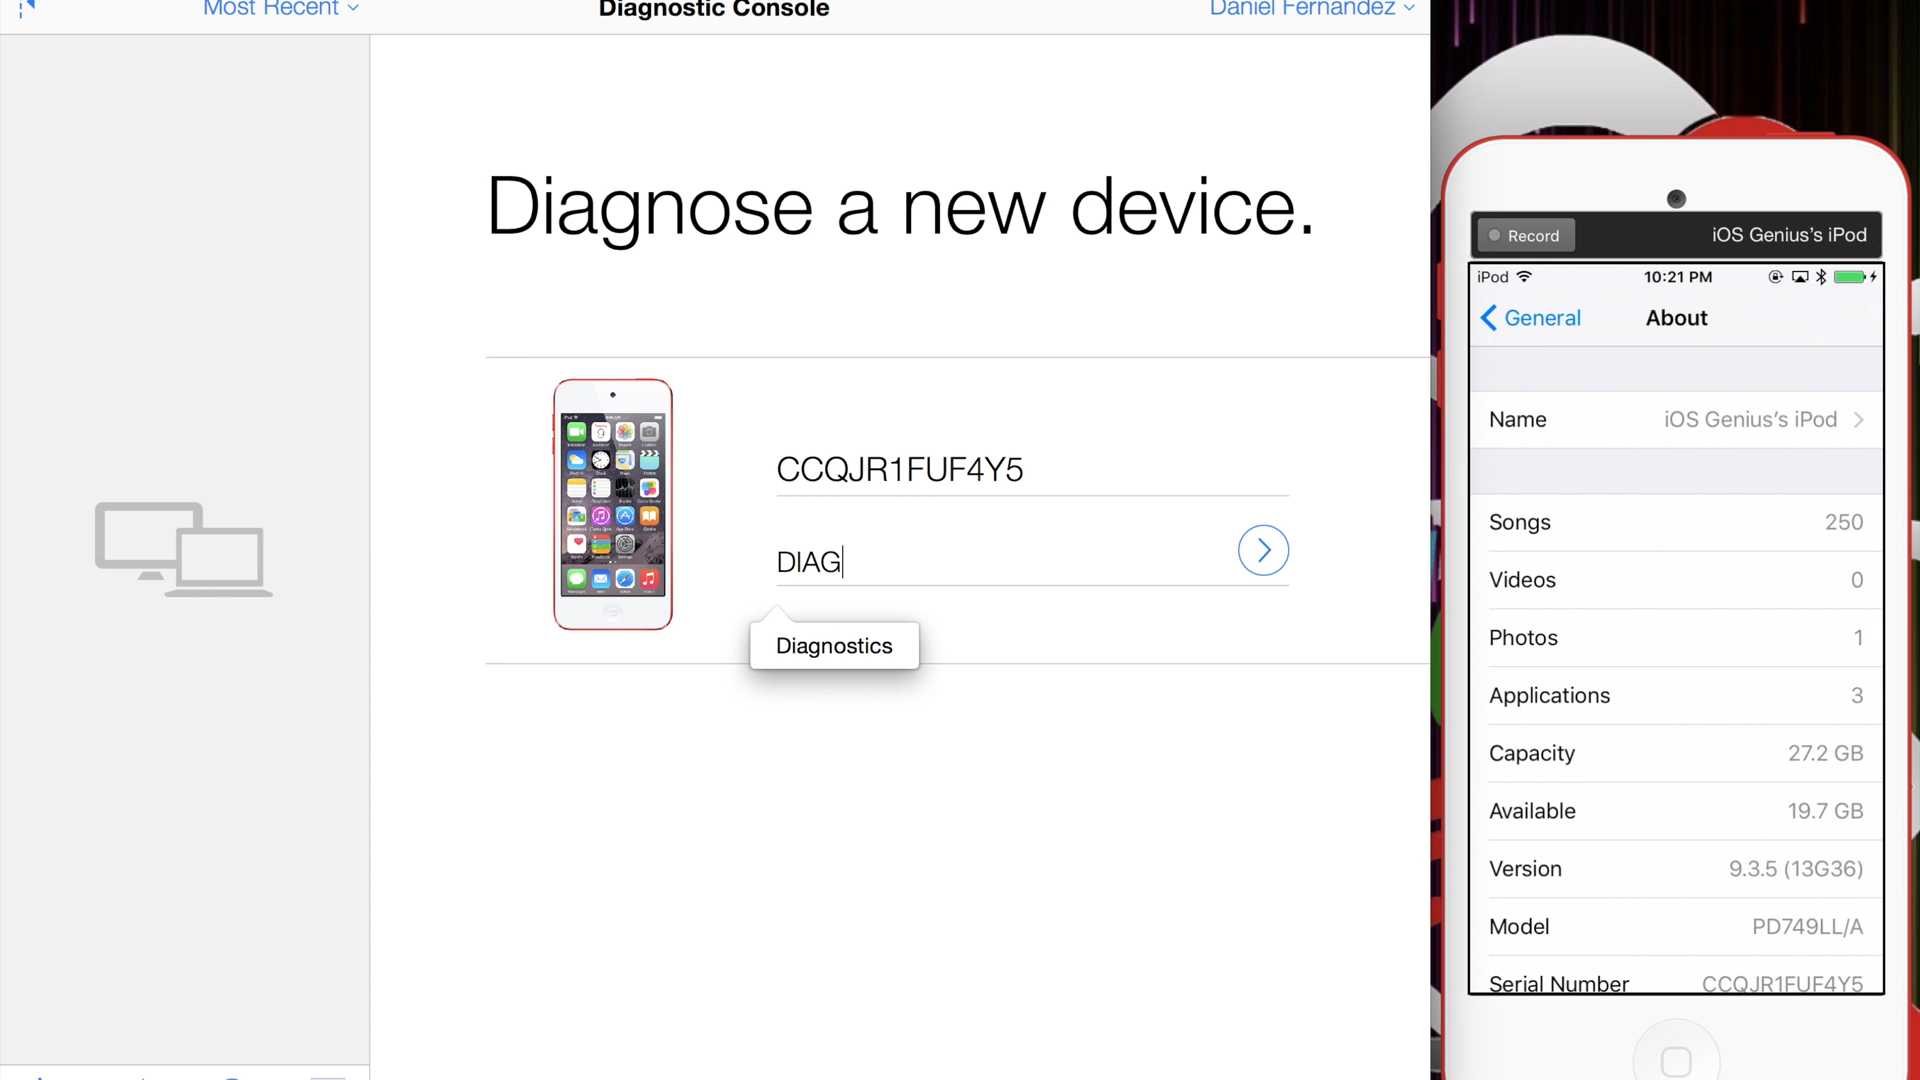 Most Recent
Diagnostic Console
Daniel Fernandez
Diagnose a new device.
CCQJR1FUF4Y5
DIAG
Diagnostics
Record
iOS Genius's iPod
iPod
10:21 PM
General
About
Name
iOS Genius's iPod
Songs
250
Videos
0
Photos
1
Applications
3
Capacity
27.2 GB
Available
19.7 GB
Version
9.3.5 (13G36)
Model
PD749LL/A
Serial Number
CCQJR1FUF4Y5